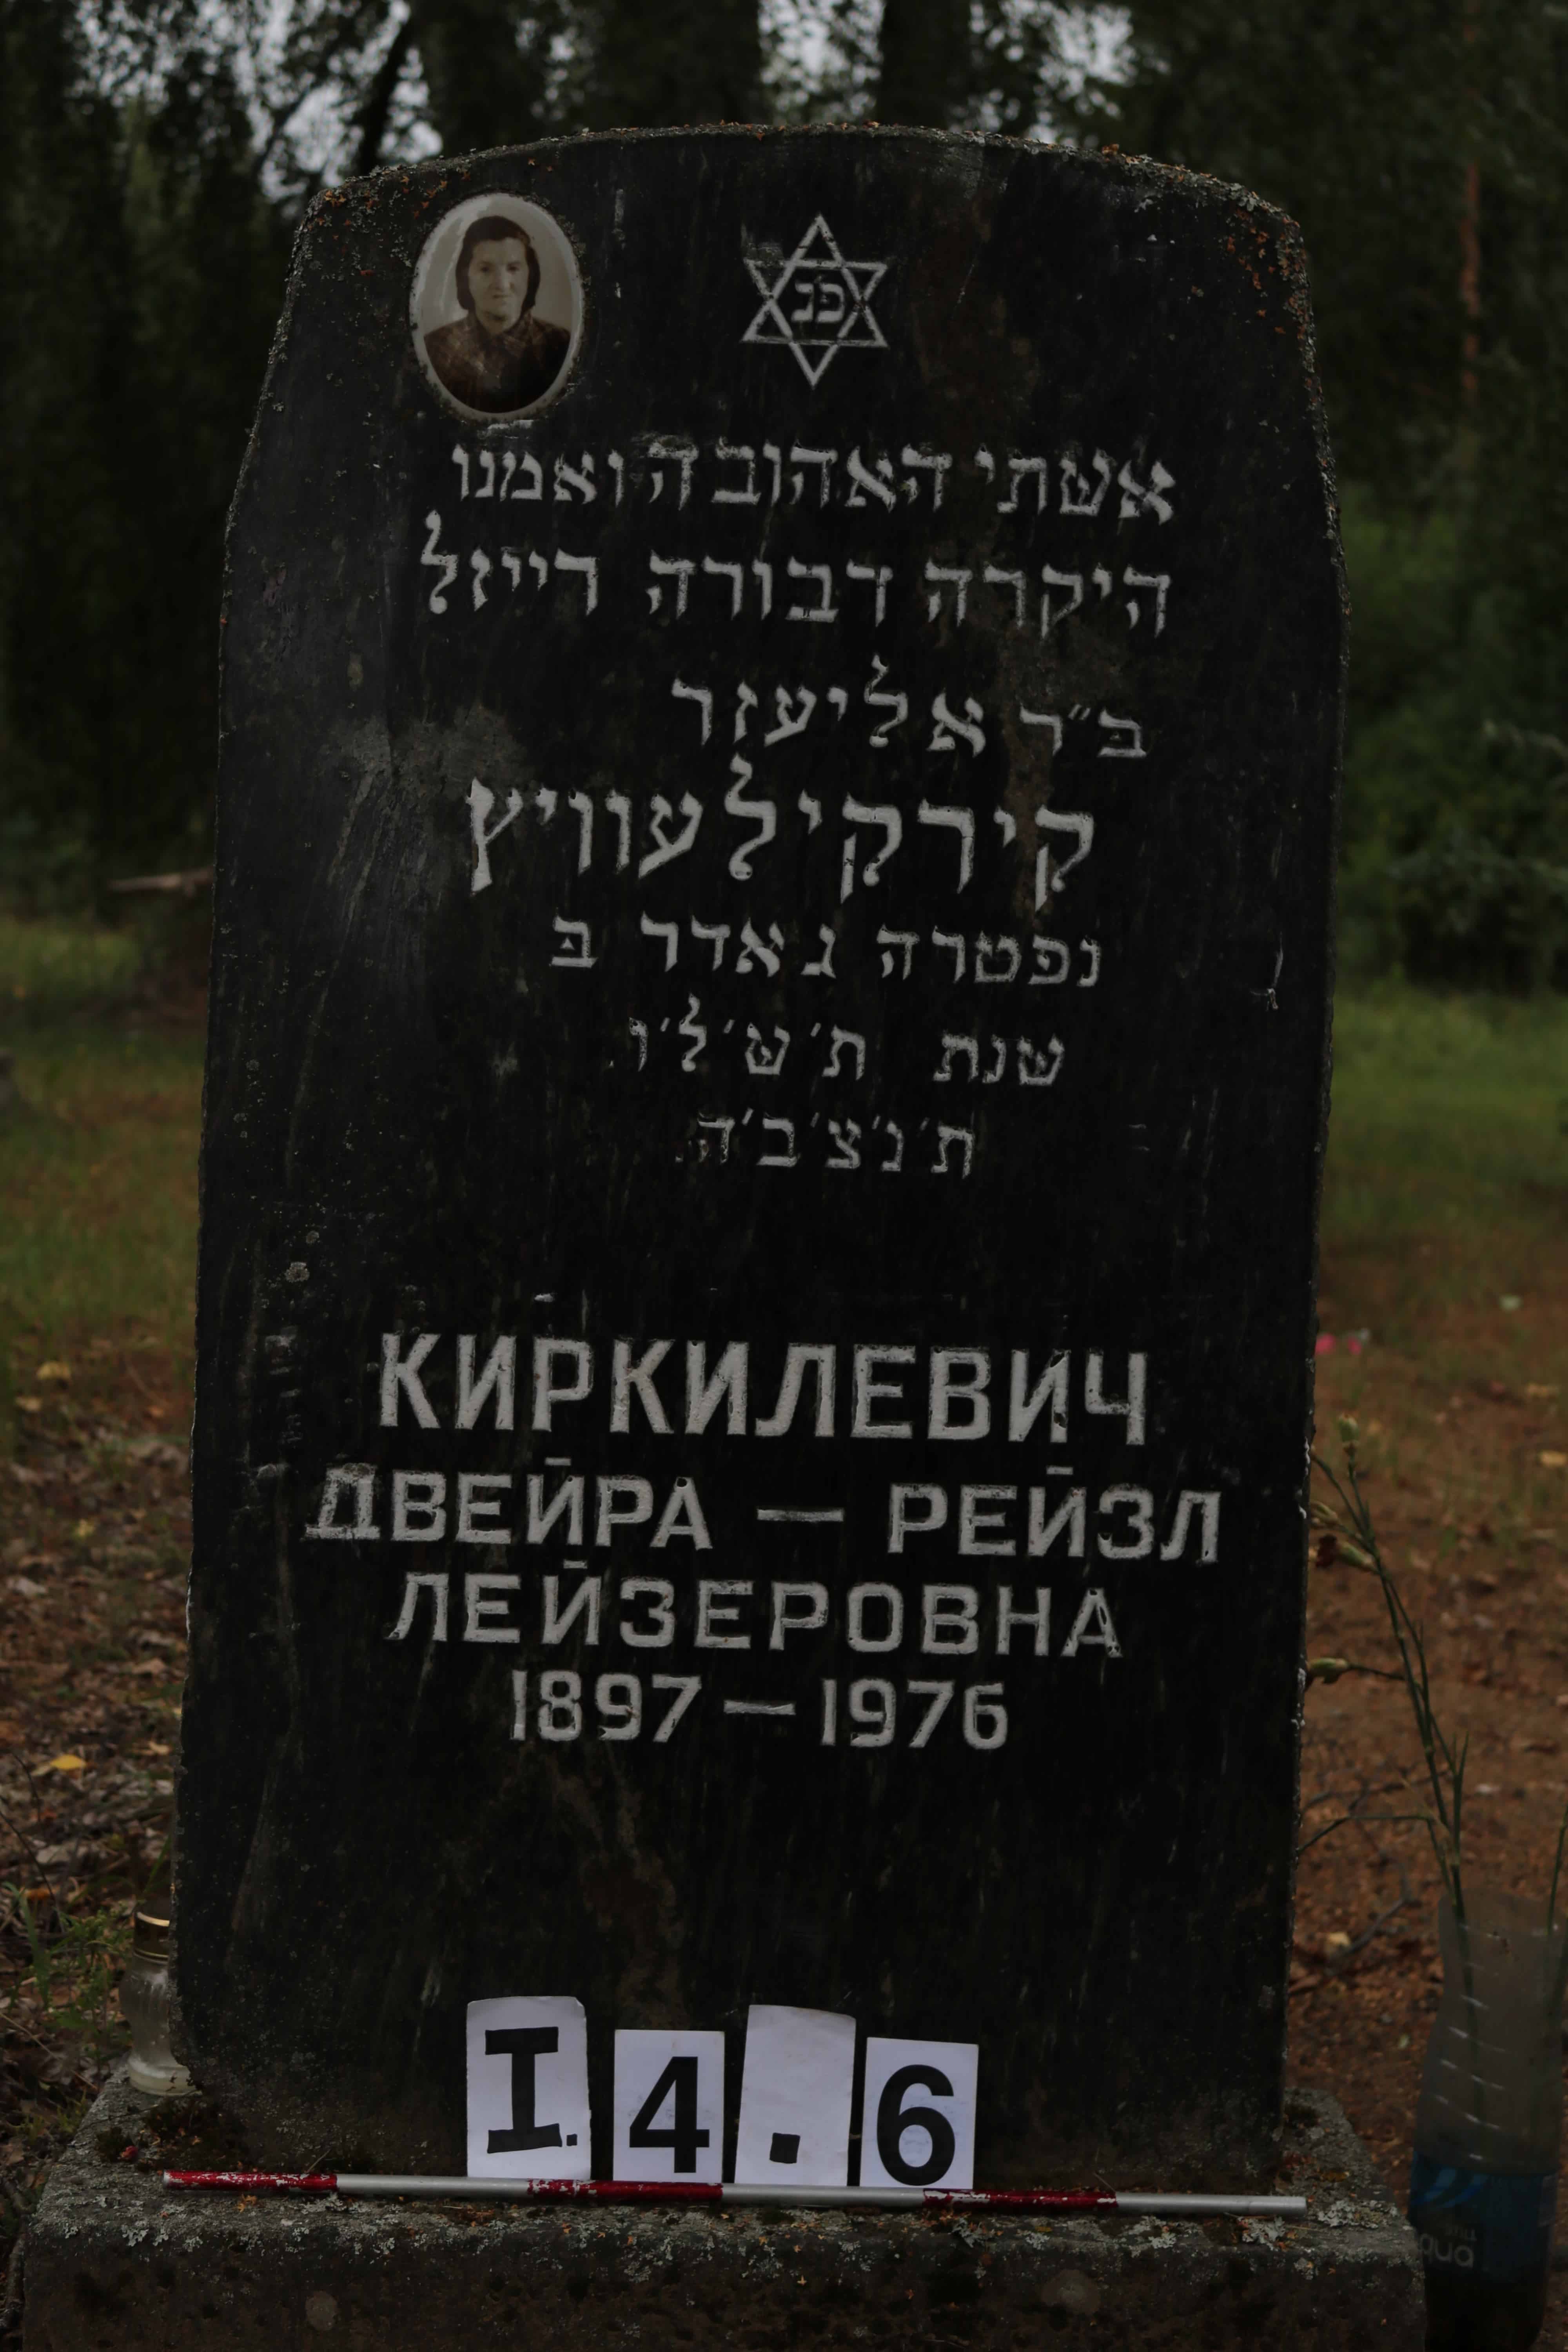 פנ
אשתי האהובה ואמנו
היקרה דבורה רייזל
ב״ר אליעזר
קירקילעוויץ
נפטרה ג אדר ב
שנת ת׳ש׳ל׳ו
ת׳נ׳צ׳ב׳ה
КИРКИЛЕВИЧ
ДВЕЙРА — РЕЙЗЛ
ЛЕЙЗЕРОВНА
1897 — 1976
I. 4 . 6